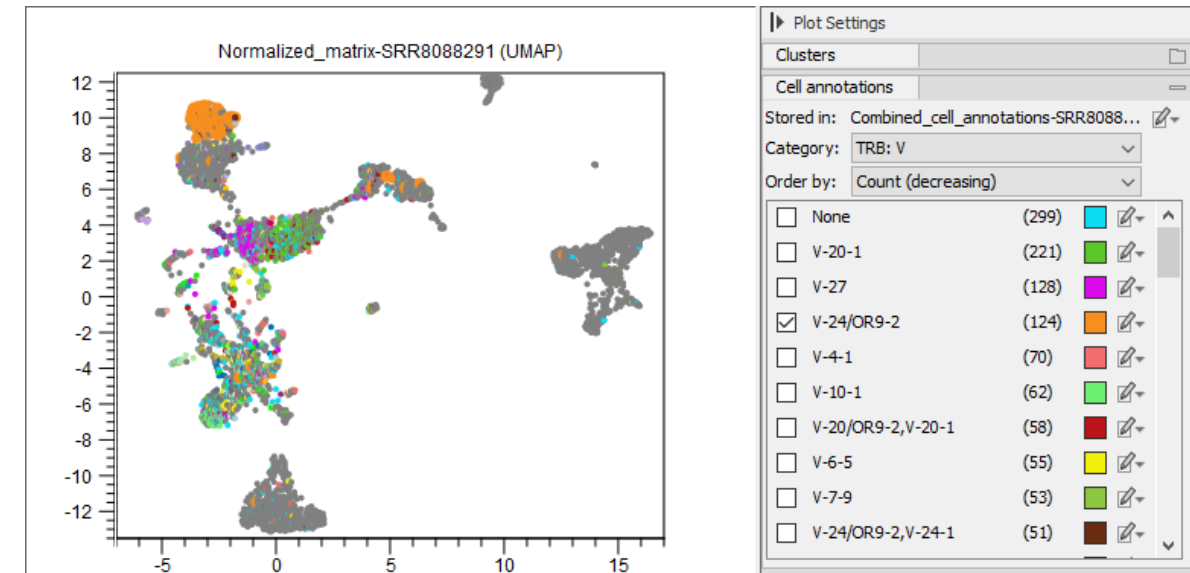 Normalized_matrix-SRR8088291 (UMAP)
12
10
8
6
4
2
0
-2
-4
-6
-8
-10
-12
-5
0
5
10
15
Plot Settings
Clusters
Cell annotations
Stored in: Combined_cell_annotations-SRR8088...
Category: TRB: V
Order by: Count (decreasing)
None (299)
V-20-1 (221)
V-27 (128)
V-24/OR9-2 (124)
V-4-1 (70)
V-10-1 (62)
V-20/OR9-2,V-20-1 (58)
V-6-5 (55)
V-7-9 (53)
V-24/OR9-2,V-24-1 (51)